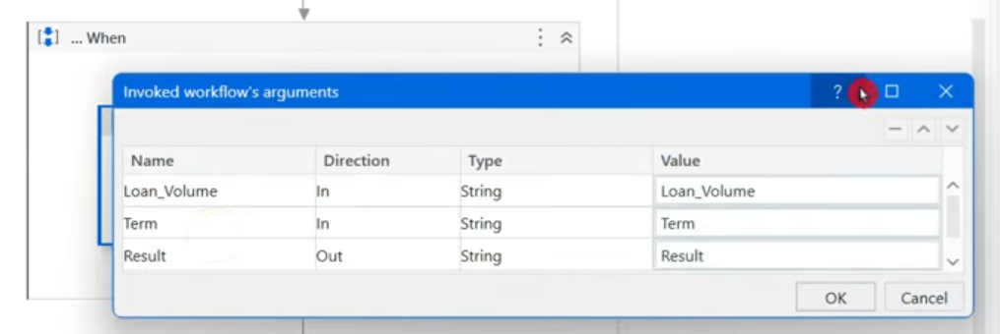 ... When
Invoked workflow's arguments
?
Name Direction Type Value
Loan_Volume In String Loan_Volume
Term In String Term
Result Out String Result
OK Cancel